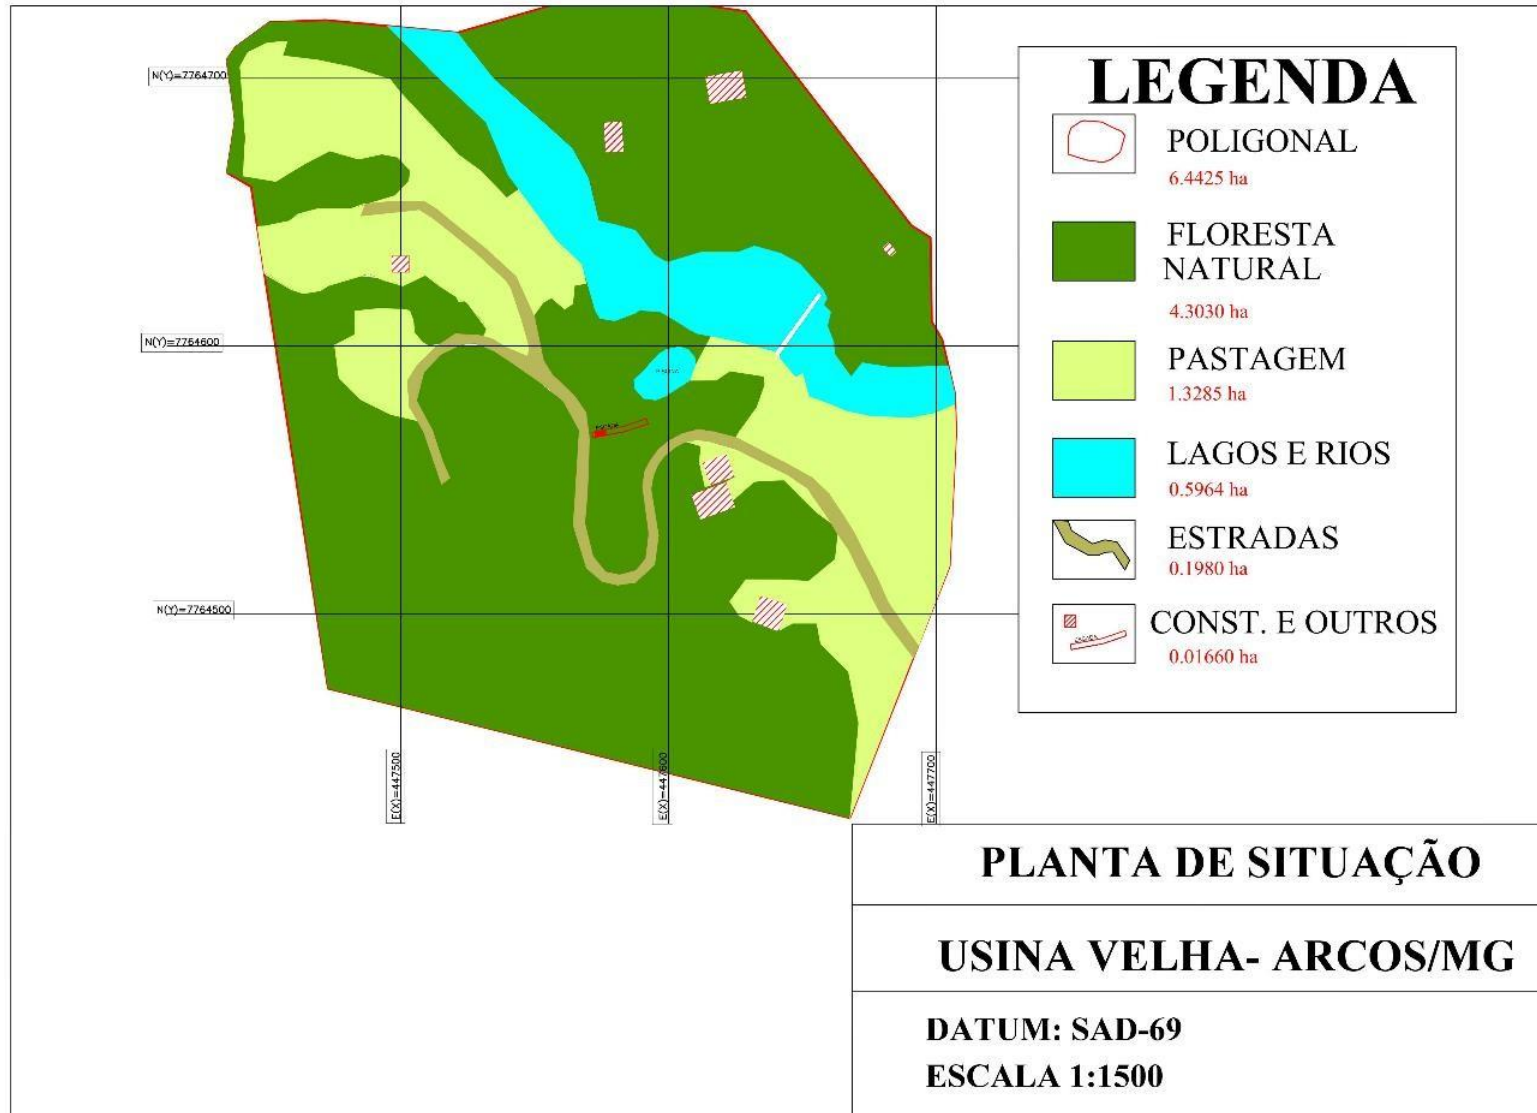 N(Y)=7764700
N(Y)=7764600
N(Y)=7764500
E(X)=447500
E(X)=447600
E(X)=447700
LEGENDA
POLIGONAL
6.4425 ha
FLORESTA
NATURAL
4.3030 ha
PASTAGEM
1.3285 ha
LAGOS E RIOS
0.5964 ha
ESTRADAS
0.1980 ha
CONST. E OUTROS
0.01660 ha
PLANTA DE SITUAÇÃO
USINA VELHA- ARCOS/MG
DATUM: SAD-69
ESCALA 1:1500